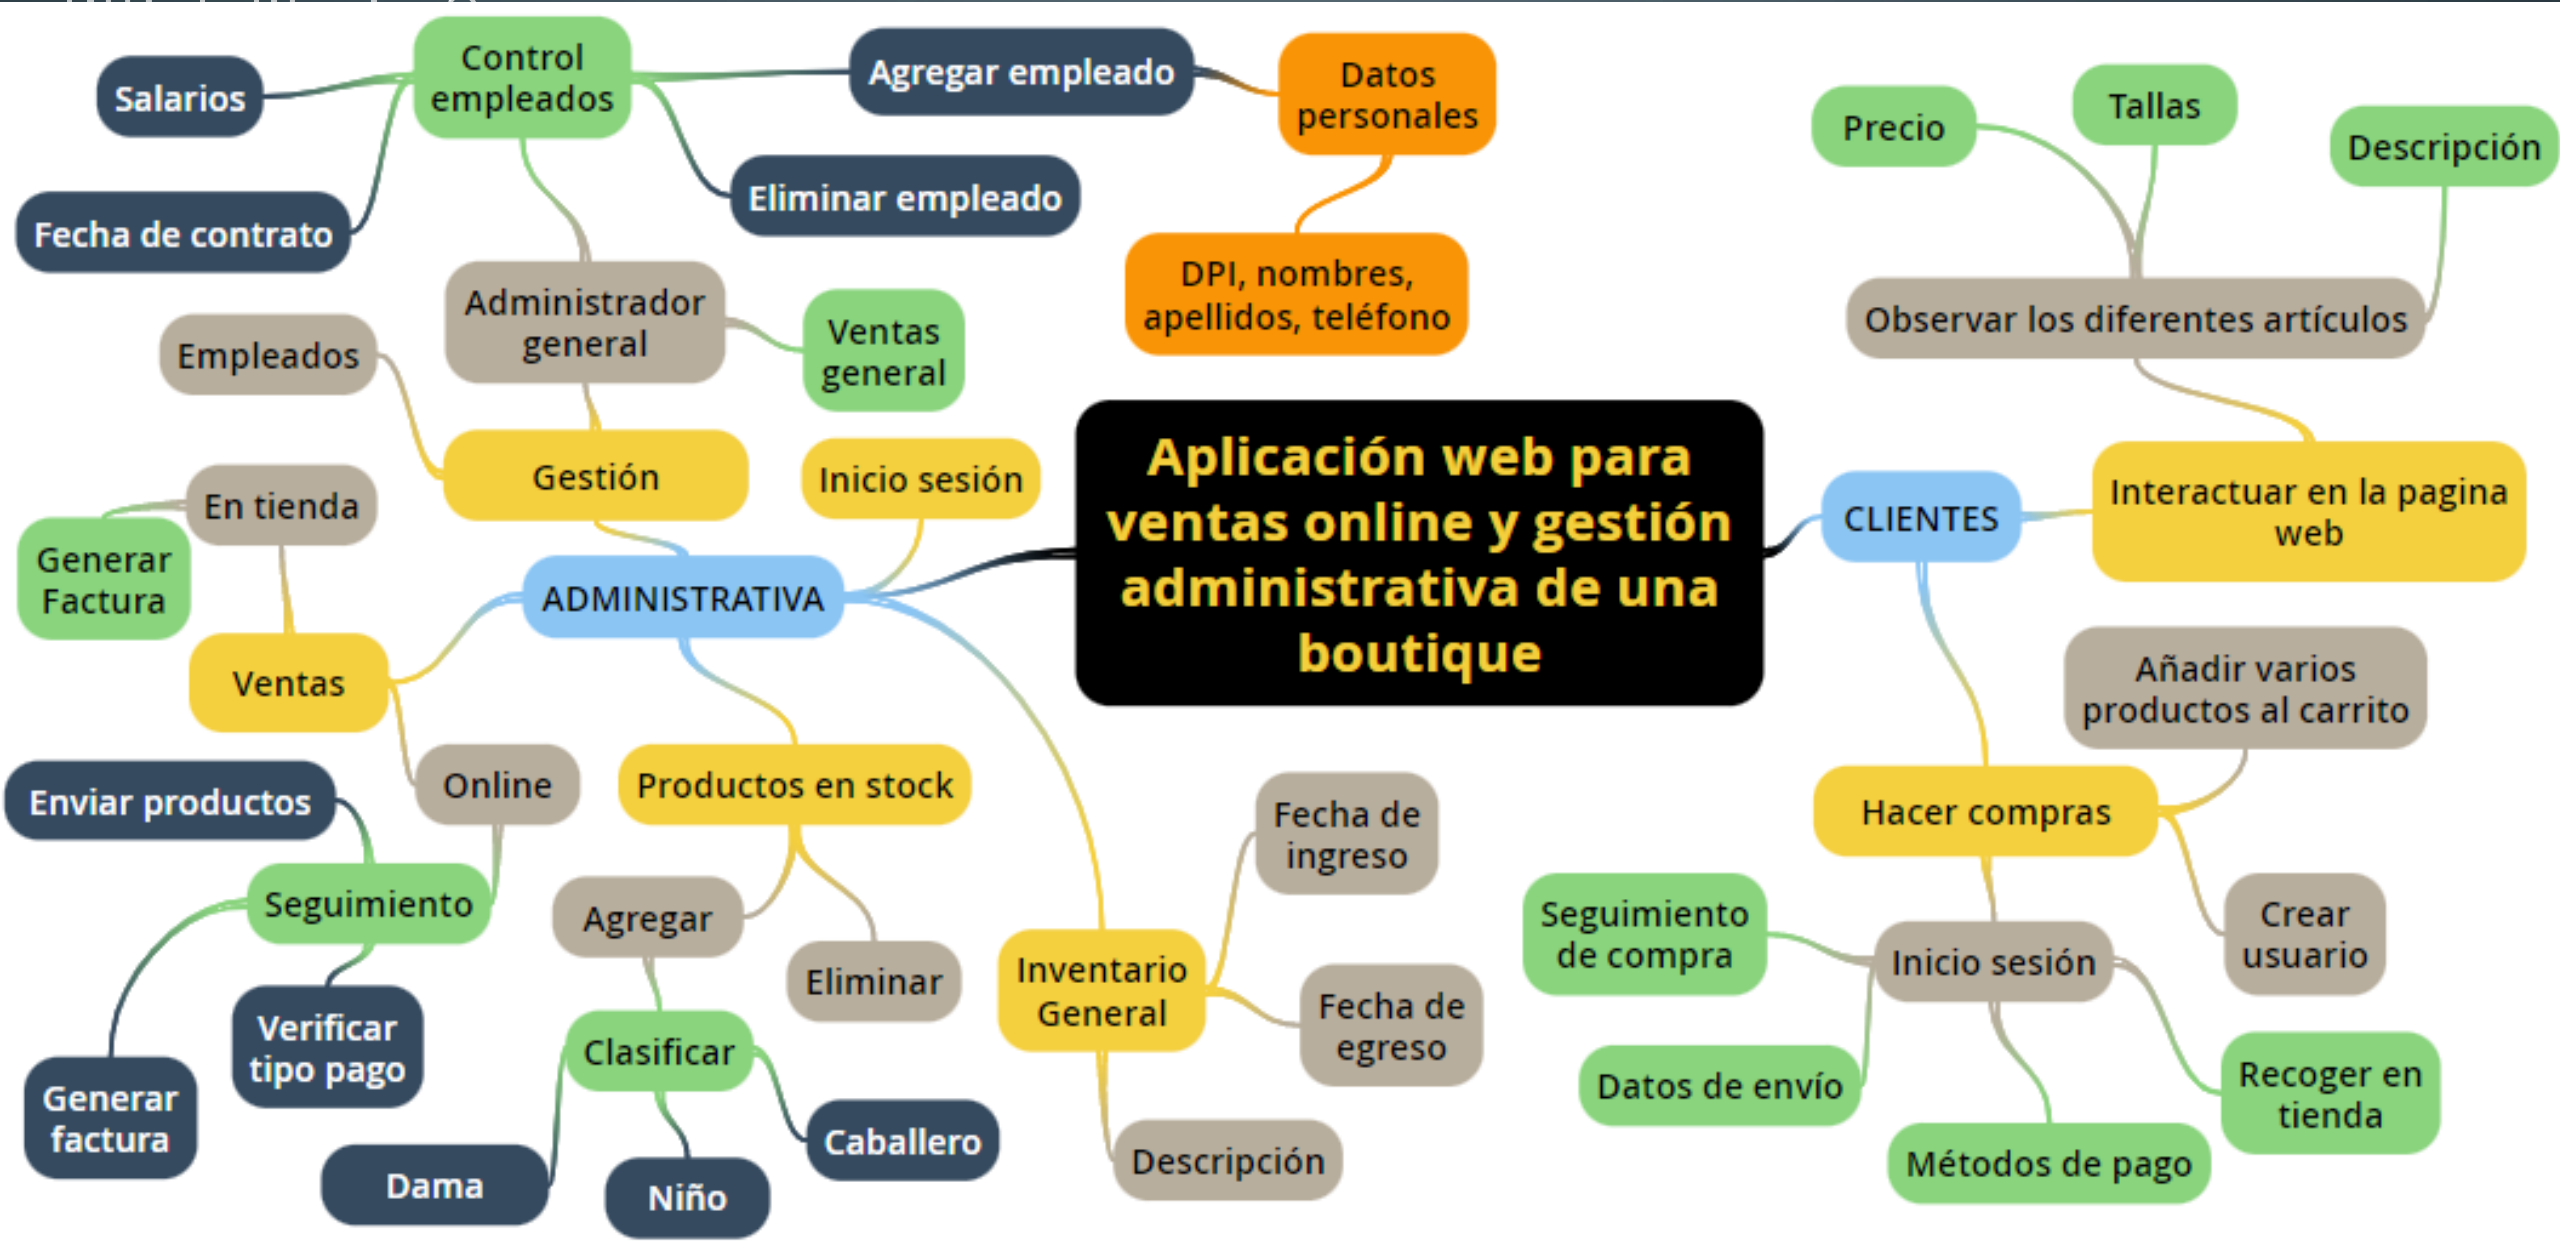 Control
empleados
Salarios
Fecha de contrato
Agregar empleado
Eliminar empleado
Datos
personales
DPI, nombres,
apellidos, teléfono
Administrador
general
Ventas
general
Empleados
Gestión
Inicio sesión
En tienda
Generar
Factura
ADMINISTRATIVA
Ventas
Online
Enviar productos
Seguimiento
Verificar
tipo pago
Generar
factura
Productos en stock
Agregar
Eliminar
Clasificar
Dama
Niño
Caballero
Inventario
General
Fecha de
ingreso
Fecha de
egreso
Descripción
Aplicación web para
ventas online y gestión
administrativa de una
boutique
CLIENTES
Interactuar en la pagina
web
Observar los diferentes artículos
Precio
Tallas
Descripción
Hacer compras
Añadir varios
productos al carrito
Crear
usuario
Inicio sesión
Seguimiento
de compra
Datos de envío
Métodos de pago
Recoger en
tienda